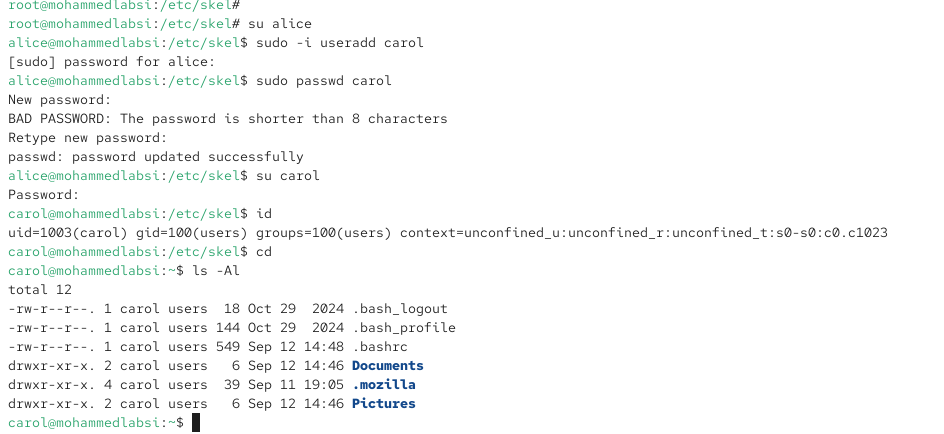 root@mohammedlabsi:/etc/skel#
root@mohammedlabsi:/etc/skel# su alice
alice@mohammedlabsi:/etc/skel$ sudo -i useradd carol
[sudo] password for alice:
alice@mohammedlabsi:/etc/skel$ sudo passwd carol
New password:
BAD PASSWORD: The password is shorter than 8 characters
Retype new password:
passwd: password updated successfully
alice@mohammedlabsi:/etc/skel$ su carol
Password:
carol@mohammedlabsi:/etc/skel$ id
uid=1003(carol) gid=100(users) groups=100(users) context=unconfined_u:unconfined_r:unconfined_t:s0-s0:c0.c1023
carol@mohammedlabsi:/etc/skel$ cd
carol@mohammedlabsi:~$ ls -Al
total 12
-rw-r--r--. 1 carol users  18 Oct 29  2024 .bash_logout
-rw-r--r--. 1 carol users 144 Oct 29  2024 .bash_profile
-rw-r--r--. 1 carol users 549 Sep 12 14:48 .bashrc
drwxr-xr-x. 2 carol users   6 Sep 12 14:46 Documents
drwxr-xr-x. 4 carol users  39 Sep 11 19:05 .mozilla
drwxr-xr-x. 2 carol users   6 Sep 12 14:46 Pictures
carol@mohammedlabsi:~$